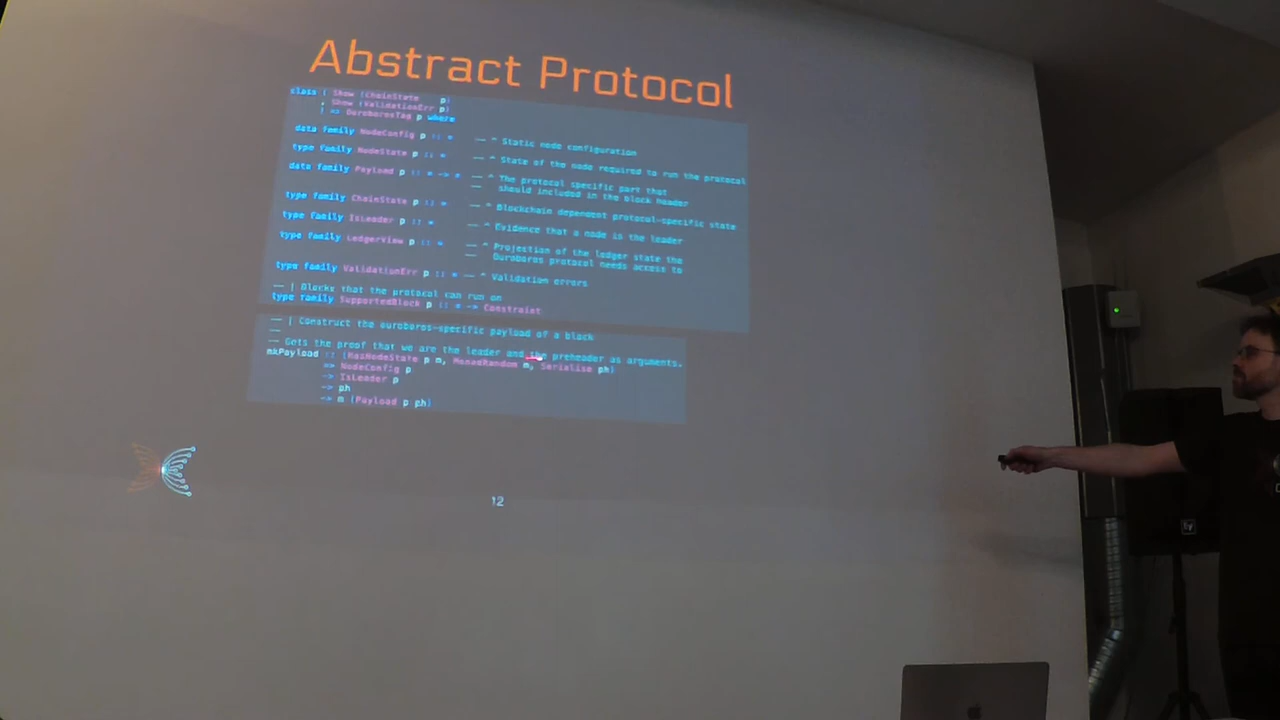 Abstract Protocol
class ( Show (ChainState p)
, Show (ValidationErr p)
) => OuroborosTag p where
data family NodeConfig p :: * -- ^ Static node configuration
type family NodeState p :: * -- ^ State of the node required to run the protocol
data family Payload p :: * -> * -- ^ The protocol specific part that
-- should included in the block header
type family ChainState p :: * -- ^ Blockchain dependent protocol-specific state
type family IsLeader p :: * -- ^ Evidence that a node is the leader
type family LedgerView p :: * -- ^ Projection of the ledger state the
-- Ouroboros protocol needs access to
type family ValidationErr p :: * -- ^ Validation errors
-- | Blocks that the protocol can run on
type family SupportedBlock p :: * -> Constraint
-- | Construct the ouroboros-specific payload of a block
--
-- Gets the proof that we are the leader and the preheader as arguments.
mkPayload :: (HasNodeState p m, MonadRandom m, Serialise ph)
=> NodeConfig p
-> IsLeader p
-> ph
-> m (Payload p ph)
12